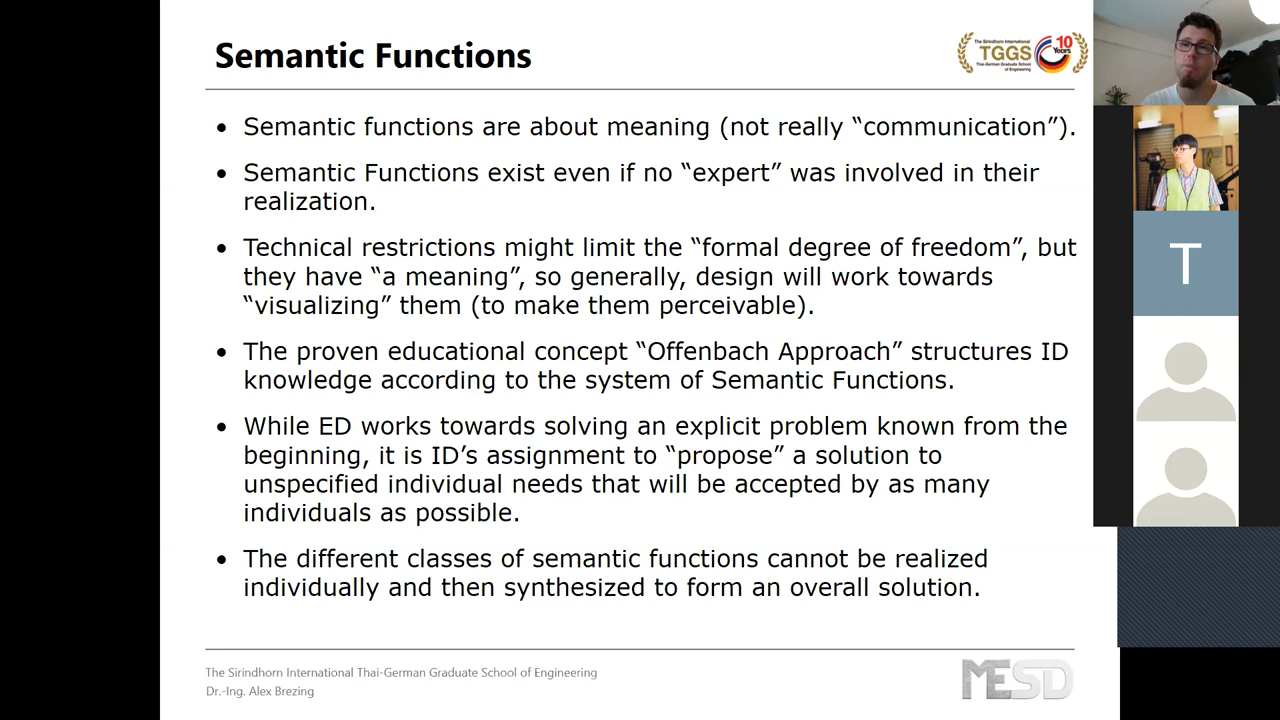 Semantic Functions
The Sirindhorn International
TGGS
Thai-German Graduate School
of Engineering
10
Years
• Semantic functions are about meaning (not really “communication”).
• Semantic Functions exist even if no “expert” was involved in their
realization.
• Technical restrictions might limit the “formal degree of freedom”, but
they have “a meaning”, so generally, design will work towards
“visualizing” them (to make them perceivable).
• The proven educational concept “Offenbach Approach” structures ID
knowledge according to the system of Semantic Functions.
• While ED works towards solving an explicit problem known from the
beginning, it is ID’s assignment to “propose” a solution to
unspecified individual needs that will be accepted by as many
individuals as possible.
• The different classes of semantic functions cannot be realized
individually and then synthesized to form an overall solution.
T
The Sirindhorn International Thai-German Graduate School of Engineering
Dr.-Ing. Alex Brezing
MESD